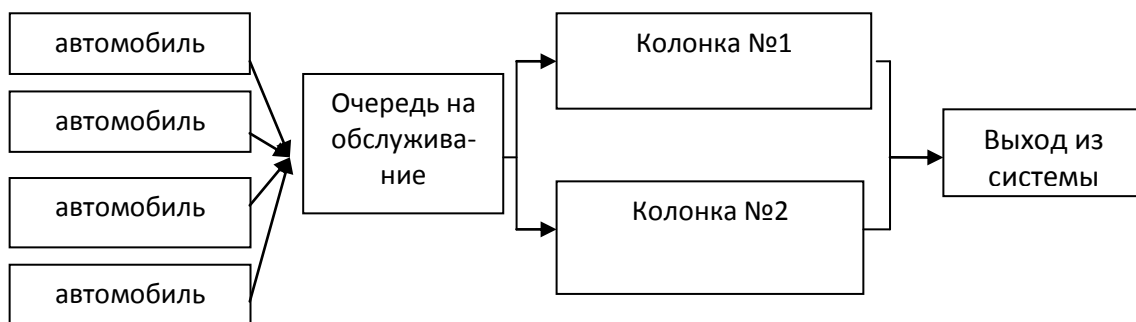 автомобиль
автомобиль
автомобиль
автомобиль
Очередь на
обслужива-
ние
Колонка №1
Колонка №2
Выход из
системы